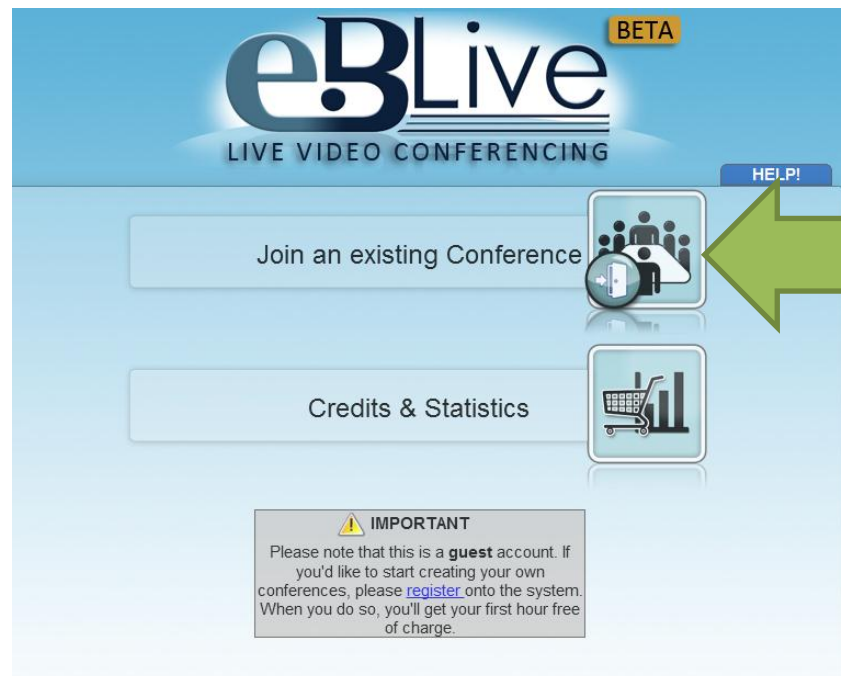 eBLive BETA
LIVE VIDEO CONFERENCING
HELP!
Join an existing Conference
Credits & Statistics
IMPORTANT
Please note that this is a guest account. If
you'd like to start creating your own
conferences, please register onto the system.
When you do so, you'll get your first hour free
of charge.